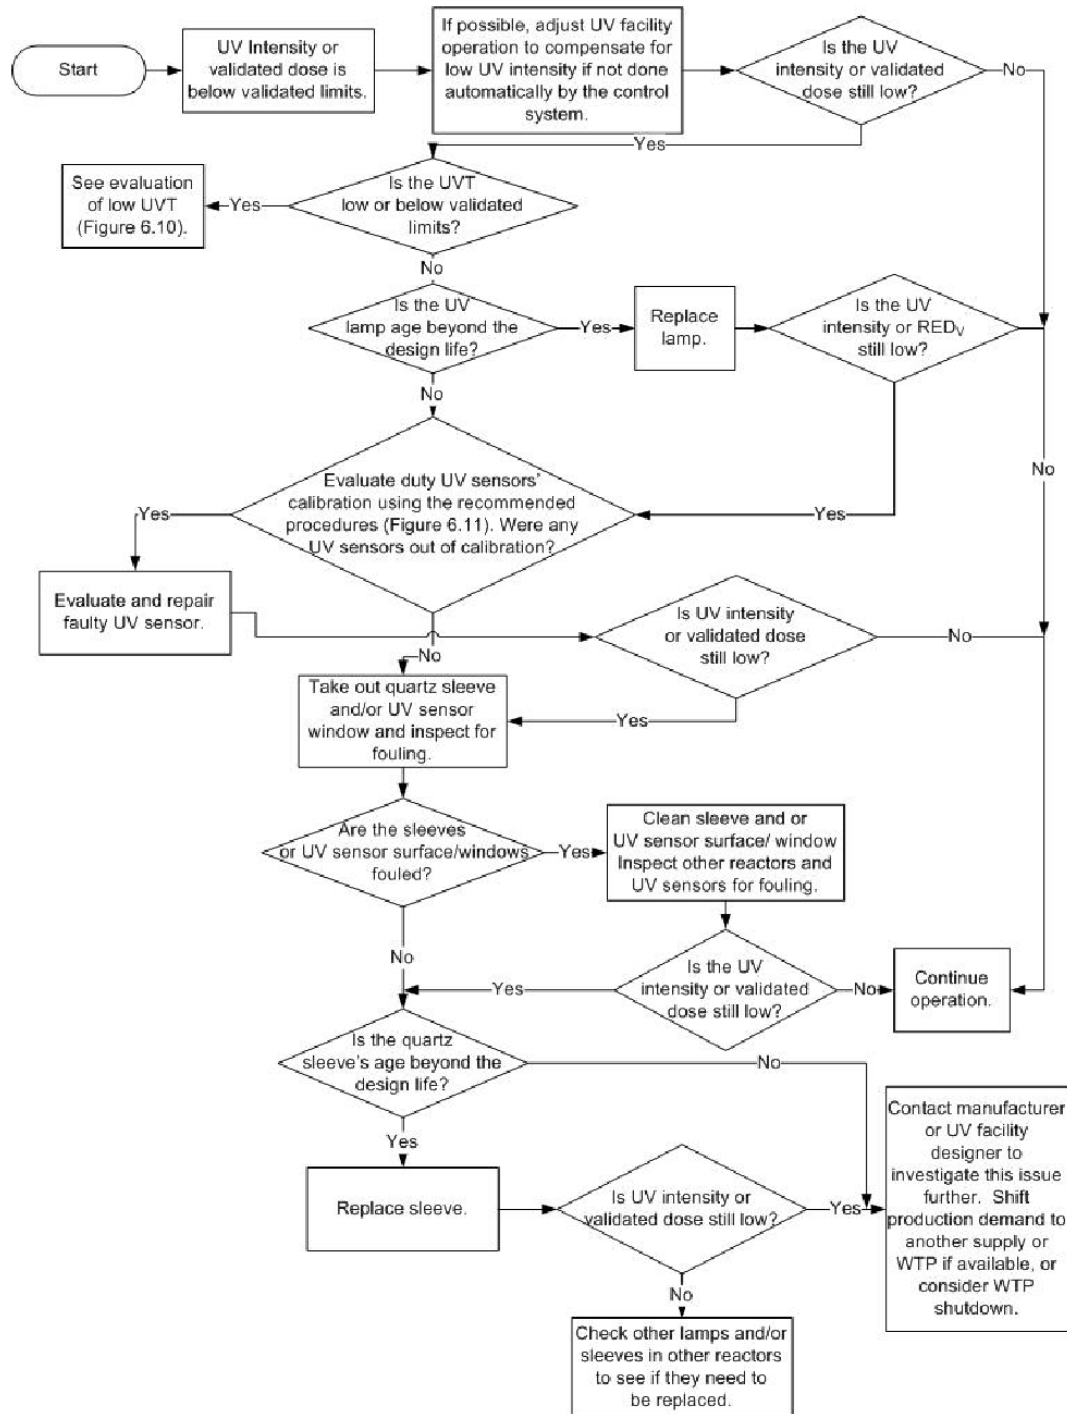 Start
UV Intensity or
validated dose is
below validated limits.
If possible, adjust UV facility
operation to compensate for
low UV intensity if not done
automatically by the control
system.
Is the UV
intensity or validated
dose still low?
No
Yes
See evaluation
of low UVT
(Figure 6.10).
Yes
Is the UVT
low or below validated
limits?
No
Is the UV
lamp age beyond the
design life?
Yes
Replace
lamp.
Is the UV
intensity or REDV
still low?
No
No
Evaluate duty UV sensors'
calibration using the recommended
procedures (Figure 6.11). Were any
UV sensors out of calibration?
Yes
Yes
Evaluate and repair
faulty UV sensor.
Is UV intensity
or validated dose
still low?
No
No
Take out quartz sleeve
and/or UV sensor
window and inspect for
fouling.
Yes
Are the sleeves
or UV sensor surface/windows
fouled?
Yes
Clean sleeve and or
UV sensor surface/ window
Inspect other reactors and
UV sensors for fouling.
No
Yes
Is the UV
intensity or validated
dose still low?
No
Continue
operation.
Is the quartz
sleeve's age beyond the
design life?
No
Yes
Contact manufacturer
or UV facility
designer to
investigate this issue
further. Shift
production demand to
another supply or
WTP if available, or
consider WTP
shutdown.
Replace sleeve.
Is UV intensity or
validated dose still low?
Yes
No
Check other lamps and/or
sleeves in other reactors
to see if they need to
be replaced.